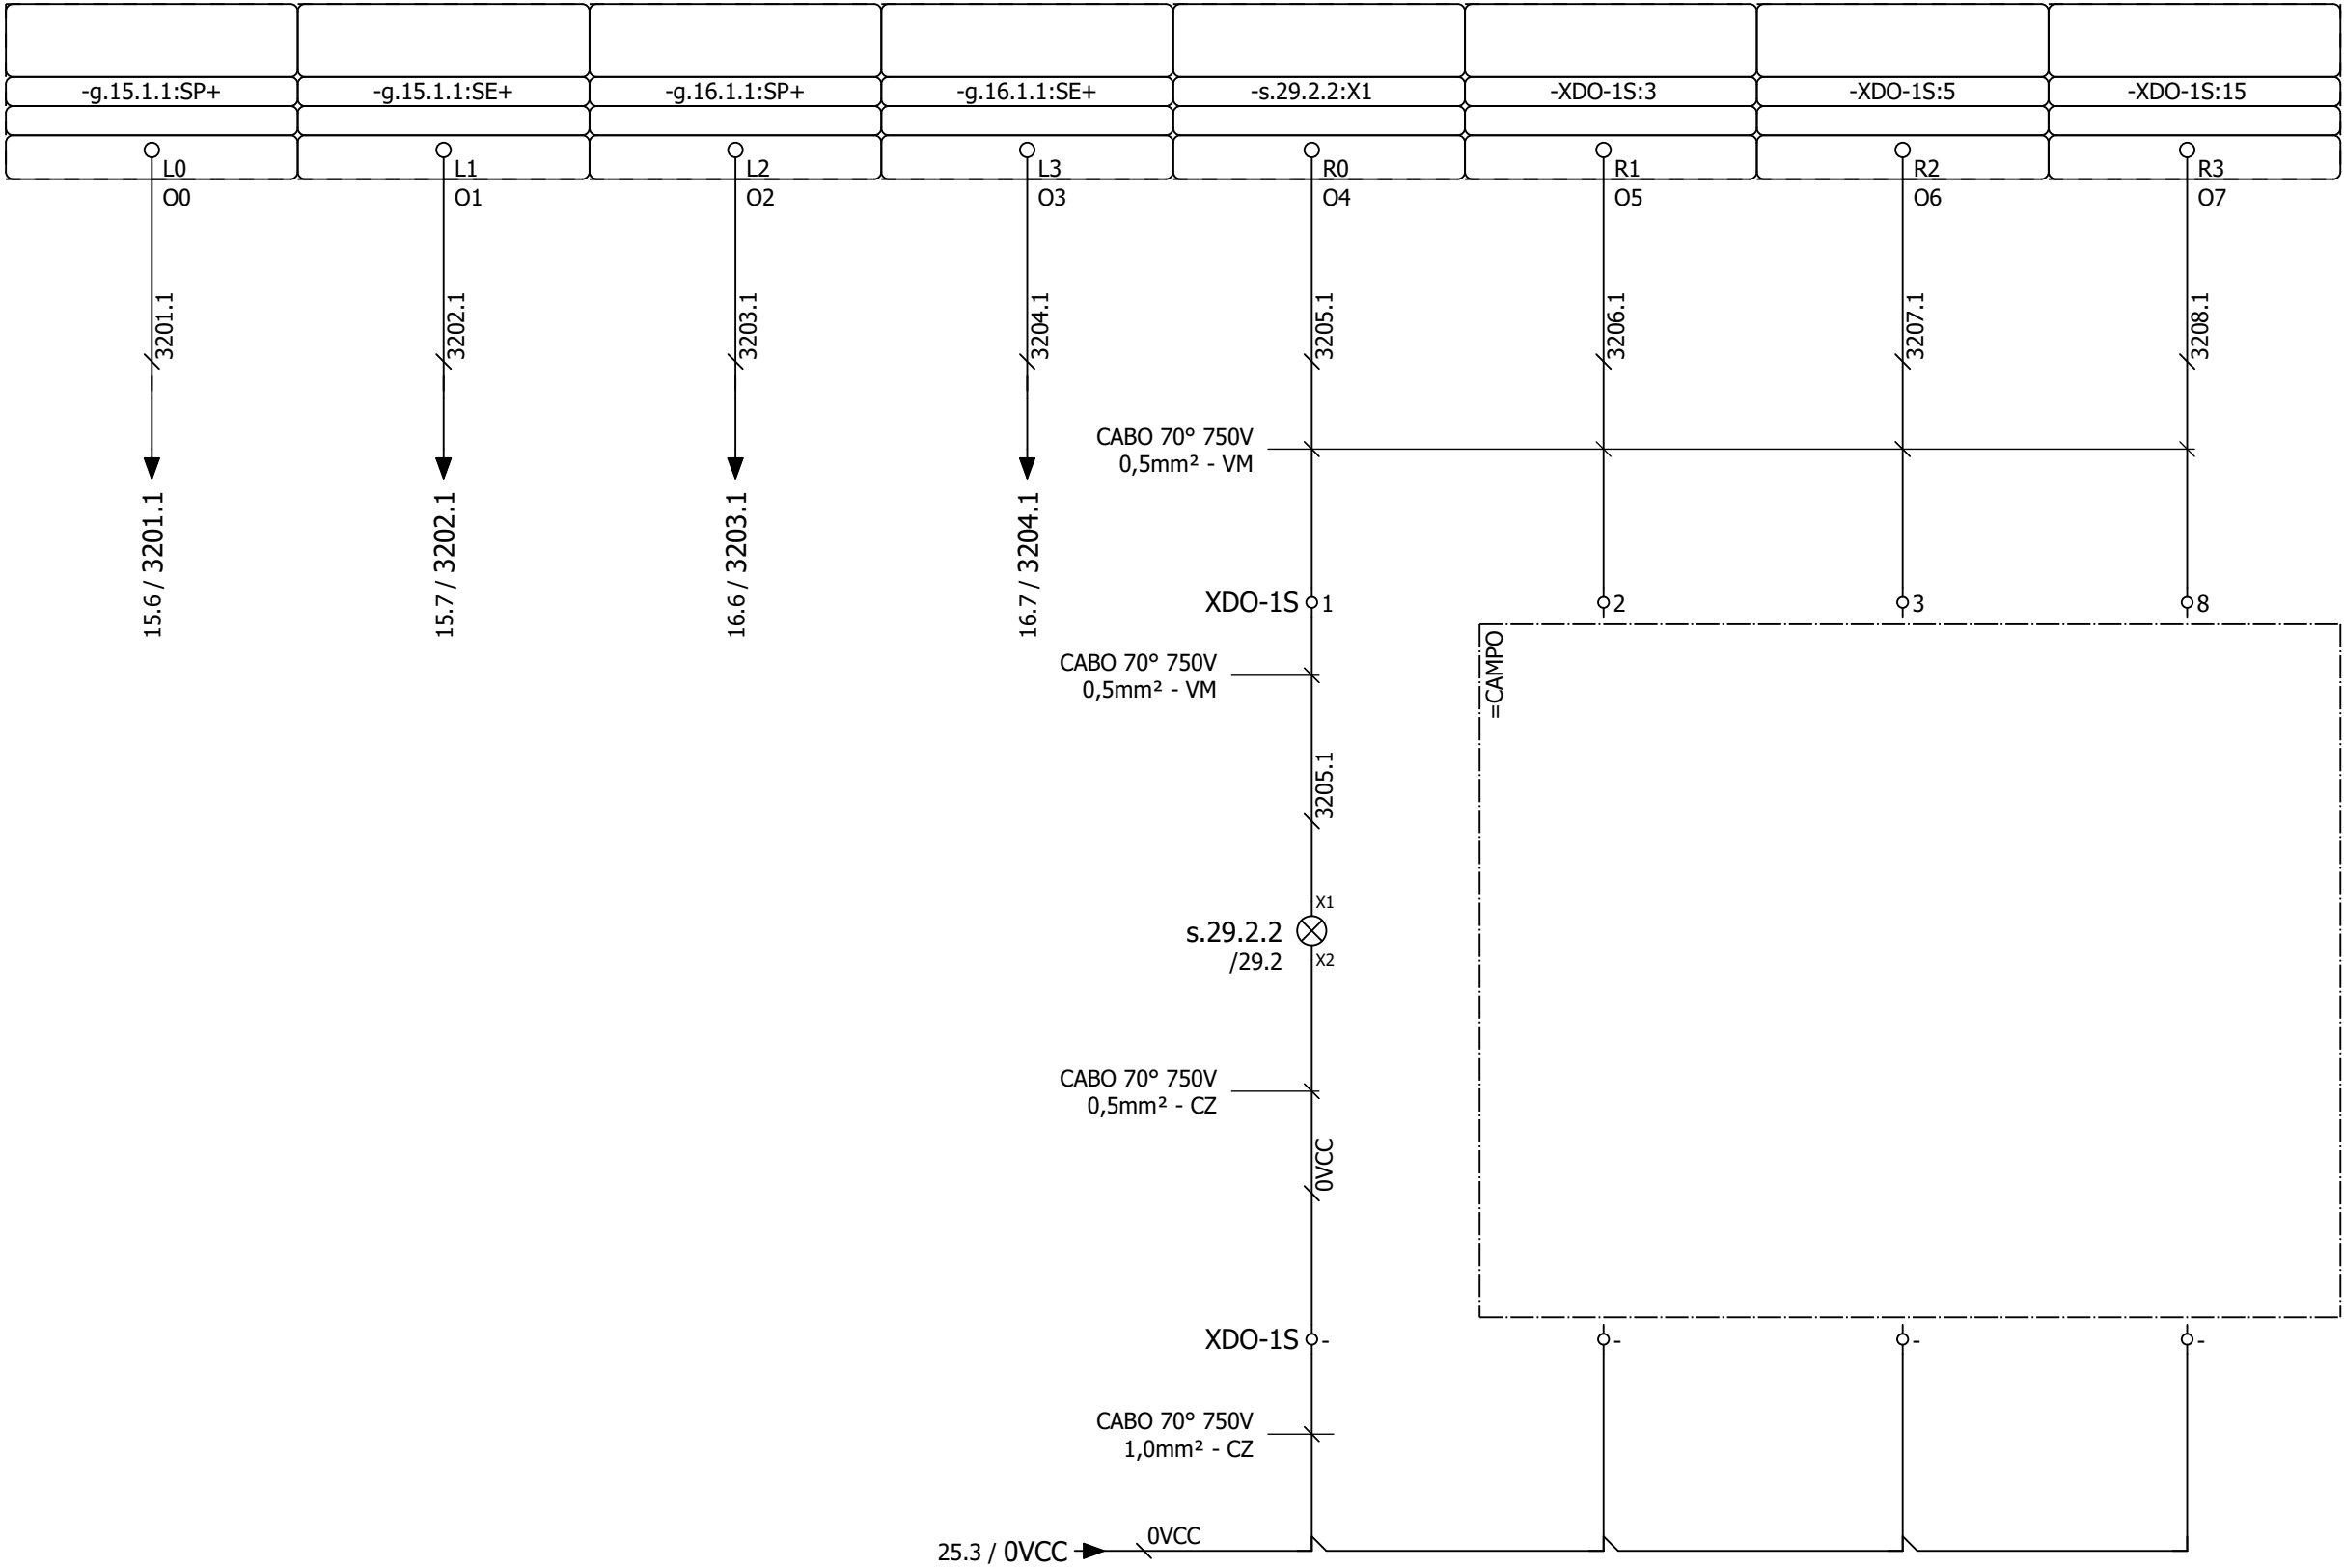 -g.15.1.1:SP+ -g.15.1.1:SE+ -g.16.1.1:SP+ -g.16.1.1:SE+ -s.29.2.2:X1 -XDO-1S:3 -XDO-1S:5 -XDO-1S:15
L0 L1 L2 L3 R0 R1 R2 R3
O0 O1 O2 O3 O4 O5 O6 O7
3201.1 3202.1 3203.1 3204.1 3205.1 3206.1 3207.1 3208.1
CABO 70° 750V
0,5mm² - VM
15.6 / 3201.1
15.7 / 3202.1
16.6 / 3203.1
16.7 / 3204.1
XDO-1S 1 2 3 8
=CAMPO
CABO 70° 750V
0,5mm² - VM
3205.1
X1
s.29.2.2
/29.2 X2
CABO 70° 750V
0,5mm² - CZ
0VCC
XDO-1S - - - -
CABO 70° 750V
1,0mm² - CZ
0VCC
25.3 / 0VCC